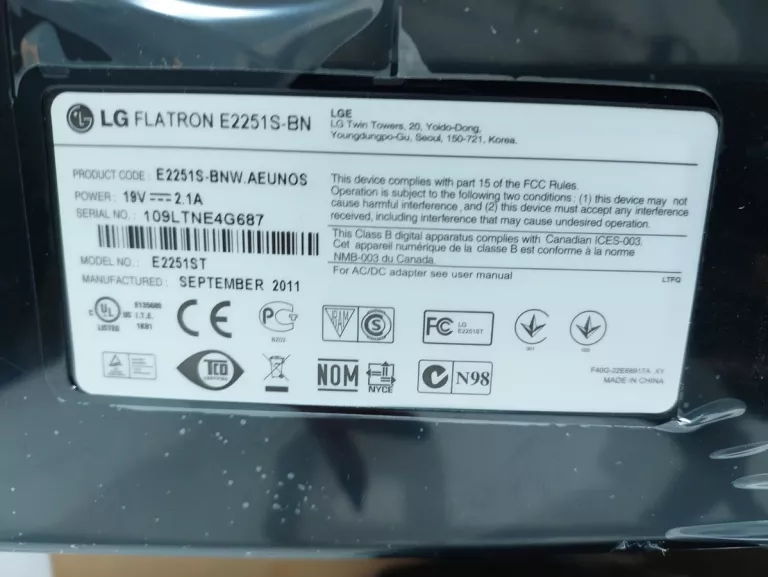 LG FLATRON E2251S-BN
LGE
LG Twin Towers, 20, Yoido-Dong,
Youngdungpo-Gu, Seoul, 150-721, Korea.
PRODUCT CODE : E2251S-BNW.AEUNOS
POWER : 19V 2.1A
SERIAL NO. : 109LTNE4G687
MODEL NO. : E2251ST
MANUFACTURED : SEPTEMBER 2011
This device complies with part 15 of the FCC Rules.
Operation is subject to the following two conditions : (1) this device may not
cause harmful interference , and (2) this device must accept any interference
received, including interference that may cause undesired operation.
This Class B digital apparatus complies with Canadian ICES-003.
Cet appareil numérique de la classe B est conforme à la norme
NMB-003 du Canada.
For AC/DC adapter see user manual
LTFQ
c UL US
LISTED
I.T.E.
CE
FC LG
E2251ST
TCO
NOM
NYCE
N98
MADE IN CHINA